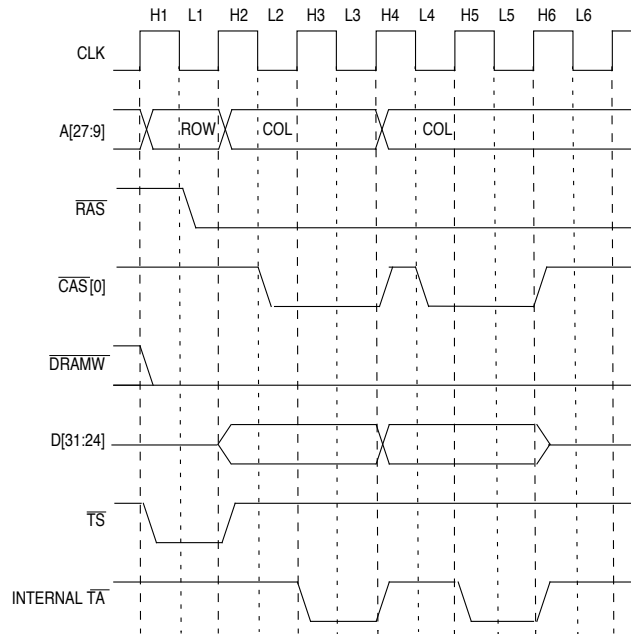 H1 L1 H2 L2 H3 L3 H4 L4 H5 L5 H6 L6
CLK
A[27:9] ROW COL COL
RAS
CAS[0]
DRAMW
D[31:24]
TS
INTERNAL TA